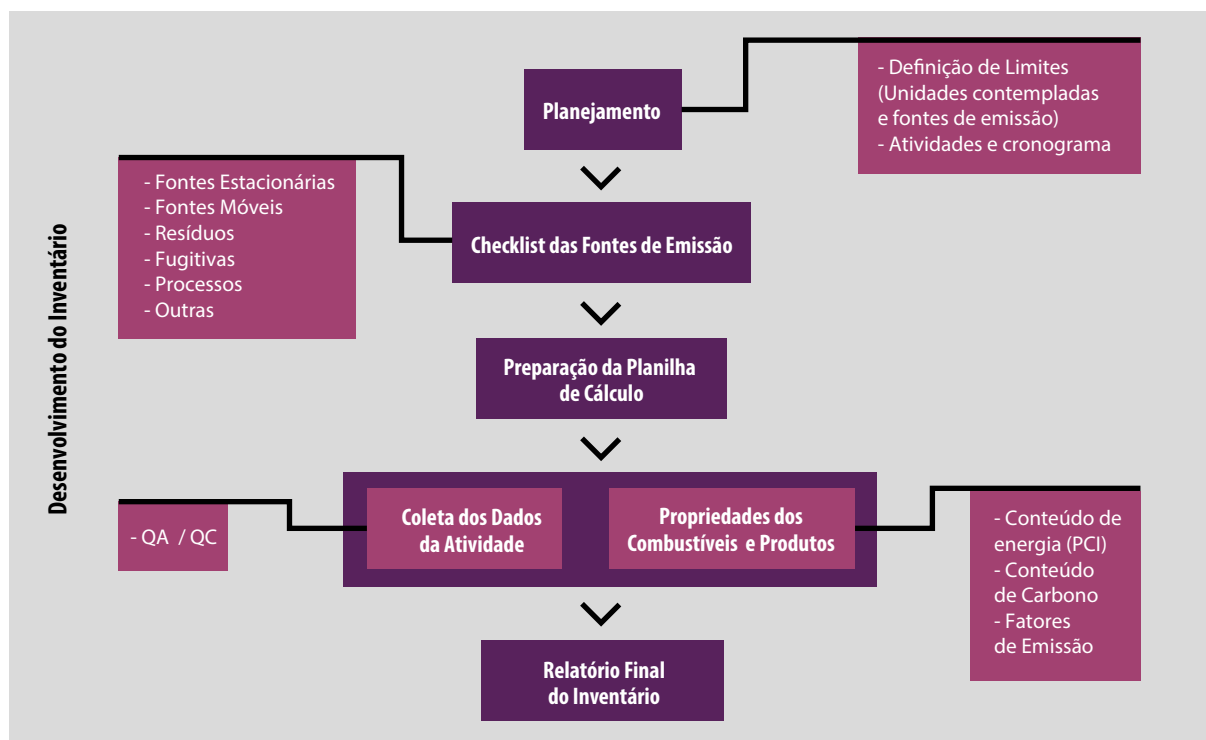 Desenvolvimento do Inventário
Planejamento
- Definição de Limites
(Unidades contempladas
e fontes de emissão)
- Atividades e cronograma
- Fontes Estacionárias
- Fontes Móveis
- Resíduos
- Fugitivas
- Processos
- Outras
Checklist das Fontes de Emissão
Preparação da Planilha
de Cálculo
- QA / QC
Coleta dos Dados
da Atividade
Propriedades dos
Combustíveis e Produtos
- Conteúdo de
energia (PCI)
- Conteúdo
de Carbono
- Fatores
de Emissão
Relatório Final
do Inventário